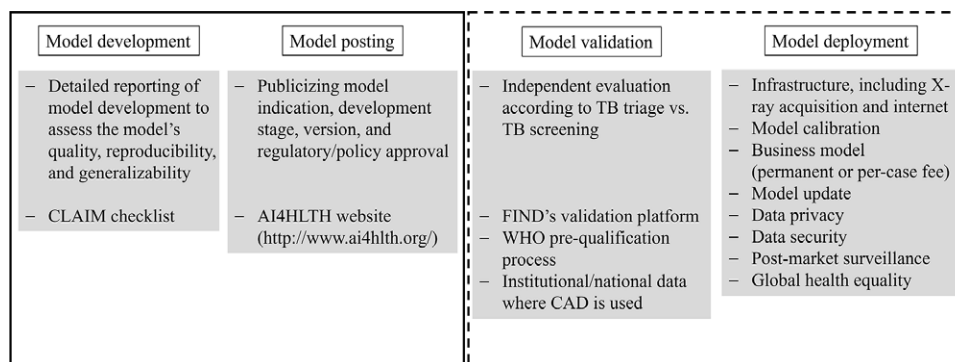 Model development
– Detailed reporting of
model development to
assess the model's
quality, reproducibility,
and generalizability
– CLAIM checklist
Model posting
– Publicizing model
indication, development
stage, version, and
regulatory/policy approval
– AI4HLTH website
(http://www.ai4hlth.org/)
Model validation
– Independent evaluation
according to TB triage vs.
TB screening
– FIND's validation platform
– WHO pre-qualification
process
– Institutional/national data
where CAD is used
Model deployment
– Infrastructure, including X-
ray acquisition and internet
– Model calibration
– Business model
(permanent or per-case fee)
– Model update
– Data privacy
– Data security
– Post-market surveillance
– Global health equality